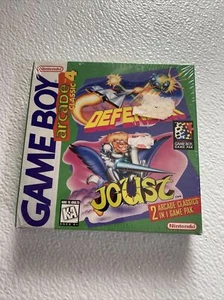 Nintendo
GAME BOY
arcade
CLASSIC 4
DEFENDER
GAME BOY
GAME PAK
JOUST
2 ARCADE CLASSICS
IN 1 GAME PAK
K-A
Nintendo